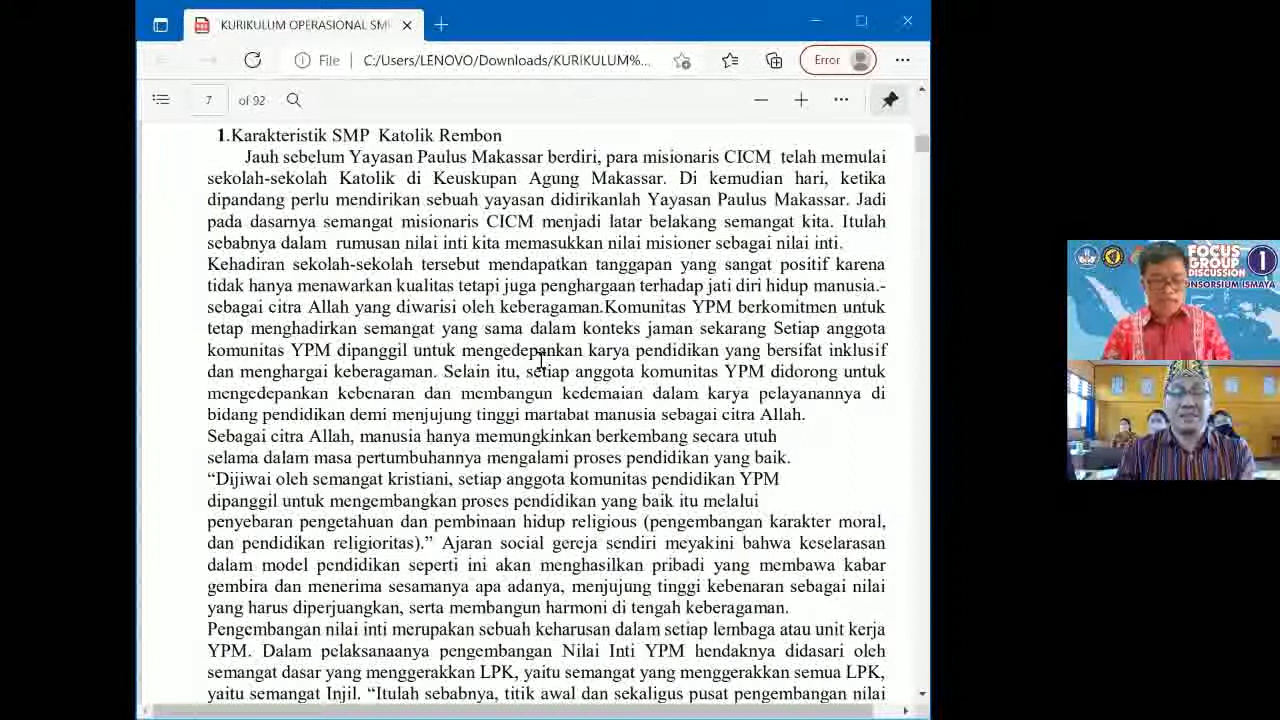 KURIKULUM OPERASIONAL SM
File
C:/Users/LENOVO/Downloads/KURIKULUM%...
Error
7 of 92
1.Karakteristik SMP Katolik Rembon
Jauh sebelum Yayasan Paulus Makassar berdiri, para misionaris CICM telah memulai
sekolah-sekolah Katolik di Keuskupan Agung Makassar. Di kemudian hari, ketika
dipandang perlu mendirikan sebuah yayasan didirikanlah Yayasan Paulus Makassar. Jadi
pada dasarnya semangat misionaris CICM menjadi latar belakang semangat kita. Itulah
sebabnya dalam rumusan nilai inti kita memasukkan nilai misioner sebagai nilai inti.
Kehadiran sekolah-sekolah tersebut mendapatkan tanggapan yang sangat positif karena
tidak hanya menawarkan kualitas tetapi juga penghargaan terhadap jati diri hidup manusia.-
sebagai citra Allah yang diwarisi oleh keberagaman.Komunitas YPM berkomitmen untuk
tetap menghadirkan semangat yang sama dalam konteks jaman sekarang Setiap anggota
komunitas YPM dipanggil untuk mengedepankan karya pendidikan yang bersifat inklusif
dan menghargai keberagaman. Selain itu, setiap anggota komunitas YPM didorong untuk
mengedepankan kebenaran dan membangun kedemaian dalam karya pelayanannya di
bidang pendidikan demi menjujung tinggi martabat manusia sebagai citra Allah.
Sebagai citra Allah, manusia hanya memungkinkan berkembang secara utuh
selama dalam masa pertumbuhannya mengalami proses pendidikan yang baik.
“Dijiwai oleh semangat kristiani, setiap anggota komunitas pendidikan YPM
dipanggil untuk mengembangkan proses pendidikan yang baik itu melalui
penyebaran pengetahuan dan pembinaan hidup religious (pengembangan karakter moral,
dan pendidikan religioritas).” Ajaran social gereja sendiri meyakini bahwa keselarasan
dalam model pendidikan seperti ini akan menghasilkan pribadi yang membawa kabar
gembira dan menerima sesamanya apa adanya, menjujung tinggi kebenaran sebagai nilai
yang harus diperjuangkan, serta membangun harmoni di tengah keberagaman.
Pengembangan nilai inti merupakan sebuah keharusan dalam setiap lembaga atau unit kerja
YPM. Dalam pelaksanaanya pengembangan Nilai Inti YPM hendaknya didasari oleh
semangat dasar yang menggerakkan LPK, yaitu semangat yang menggerakkan semua LPK,
yaitu semangat Injil. “Itulah sebabnya, titik awal dan sekaligus pusat pengembangan nilai
FOCUS
GROUP
DISCUSSION
1
ONSORSIUM ISMAYA